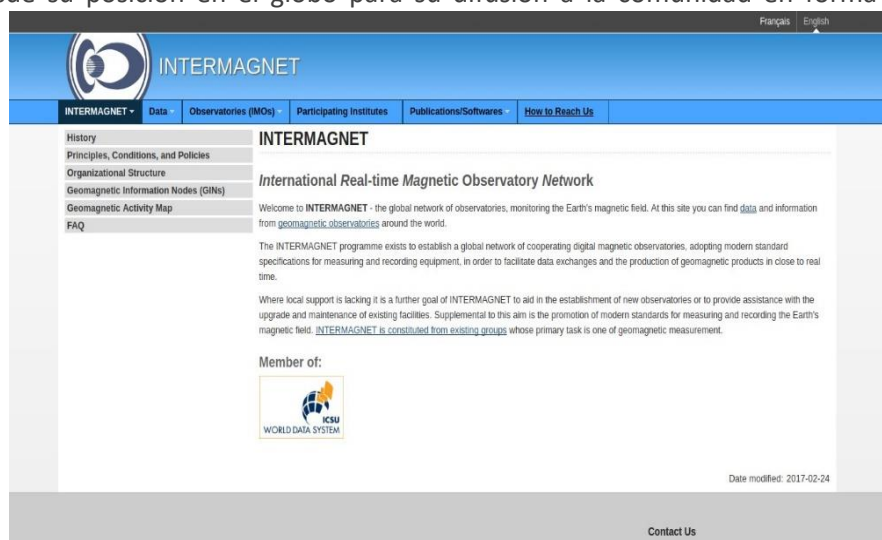 desde su posición en el globo para su difusión a la comunidad en forma
Français English
INTERMAGNET
INTERMAGNET Data Observatories (IMOs) Participating Institutes Publications/Softwares How to Reach Us
History
Principles, Conditions, and Policies
Organizational Structure
Geomagnetic Information Nodes (GINs)
Geomagnetic Activity Map
FAQ
INTERMAGNET
International Real-time Magnetic Observatory Network
Welcome to INTERMAGNET - the global network of observatories, monitoring the Earth's magnetic field. At this site you can find data and information
from geomagnetic observatories around the world.
The INTERMAGNET programme exists to establish a global network of cooperating digital magnetic observatories, adopting modern standard
specifications for measuring and recording equipment, in order to facilitate data exchanges and the production of geomagnetic products in close to real
time.
Where local support is lacking it is a further goal of INTERMAGNET to aid in the establishment of new observatories or to provide assistance with the
upgrade and maintenance of existing facilities. Supplemental to this aim is the promotion of modern standards for measuring and recording the Earth's
magnetic field. INTERMAGNET is constituted from existing groups whose primary task is one of geomagnetic measurement.
Member of:
ICSU
WORLD DATA SYSTEM
Date modified: 2017-02-24
Contact Us